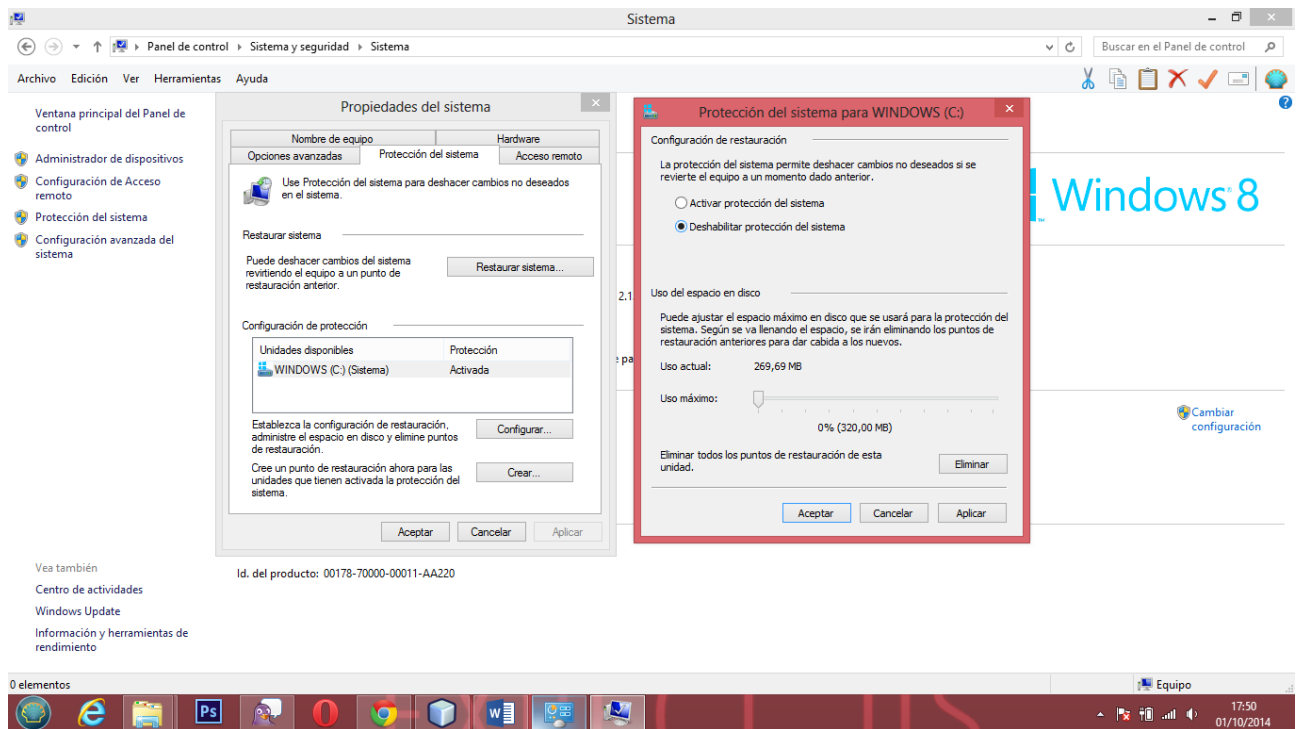 Sistema
Panel de control Sistema y seguridad Sistema
Buscar en el Panel de control
Archivo Edición Ver Herramientas Ayuda
Ventana principal del Panel de
control
Administrador de dispositivos
Configuración de Acceso
remoto
Protección del sistema
Configuración avanzada del
sistema
Vea también
Centro de actividades
Windows Update
Información y herramientas de
rendimiento
Propiedades del sistema
Nombre de equipo Hardware
Opciones avanzadas Protección del sistema Acceso remoto
Use Protección del sistema para deshacer cambios no deseados
en el sistema.
Restaurar sistema
Puede deshacer cambios del sistema
revirtiendo el equipo a un punto de
restauración anterior.
Restaurar sistema...
Configuración de protección
Unidades disponibles Protección
WINDOWS (C:) (Sistema) Activada
Establezca la configuración de restauración,
administre el espacio en disco y elimine puntos
de restauración.
Configurar...
Cree un punto de restauración ahora para las
unidades que tienen activada la protección del
sistema.
Crear...
Aceptar Cancelar Aplicar
Id. del producto: 00178-70000-00011-AA220
2.1
e pa
Protección del sistema para WINDOWS (C:)
Configuración de restauración
La protección del sistema permite deshacer cambios no deseados si se
revierte el equipo a un momento dado anterior.
Activar protección del sistema
Deshabilitar protección del sistema
Uso del espacio en disco
Puede ajustar el espacio máximo en disco que se usará para la protección del
sistema. Según se va llenando el espacio, se irán eliminando los puntos de
restauración anteriores para dar cabida a los nuevos.
Uso actual: 269,69 MB
Uso máximo:
0% (320,00 MB)
Eliminar todos los puntos de restauración de esta
unidad.
Eliminar
Aceptar Cancelar Aplicar
Windows 8
Cambiar
configuración
0 elementos
Equipo
Ps
W
17:50
01/10/2014